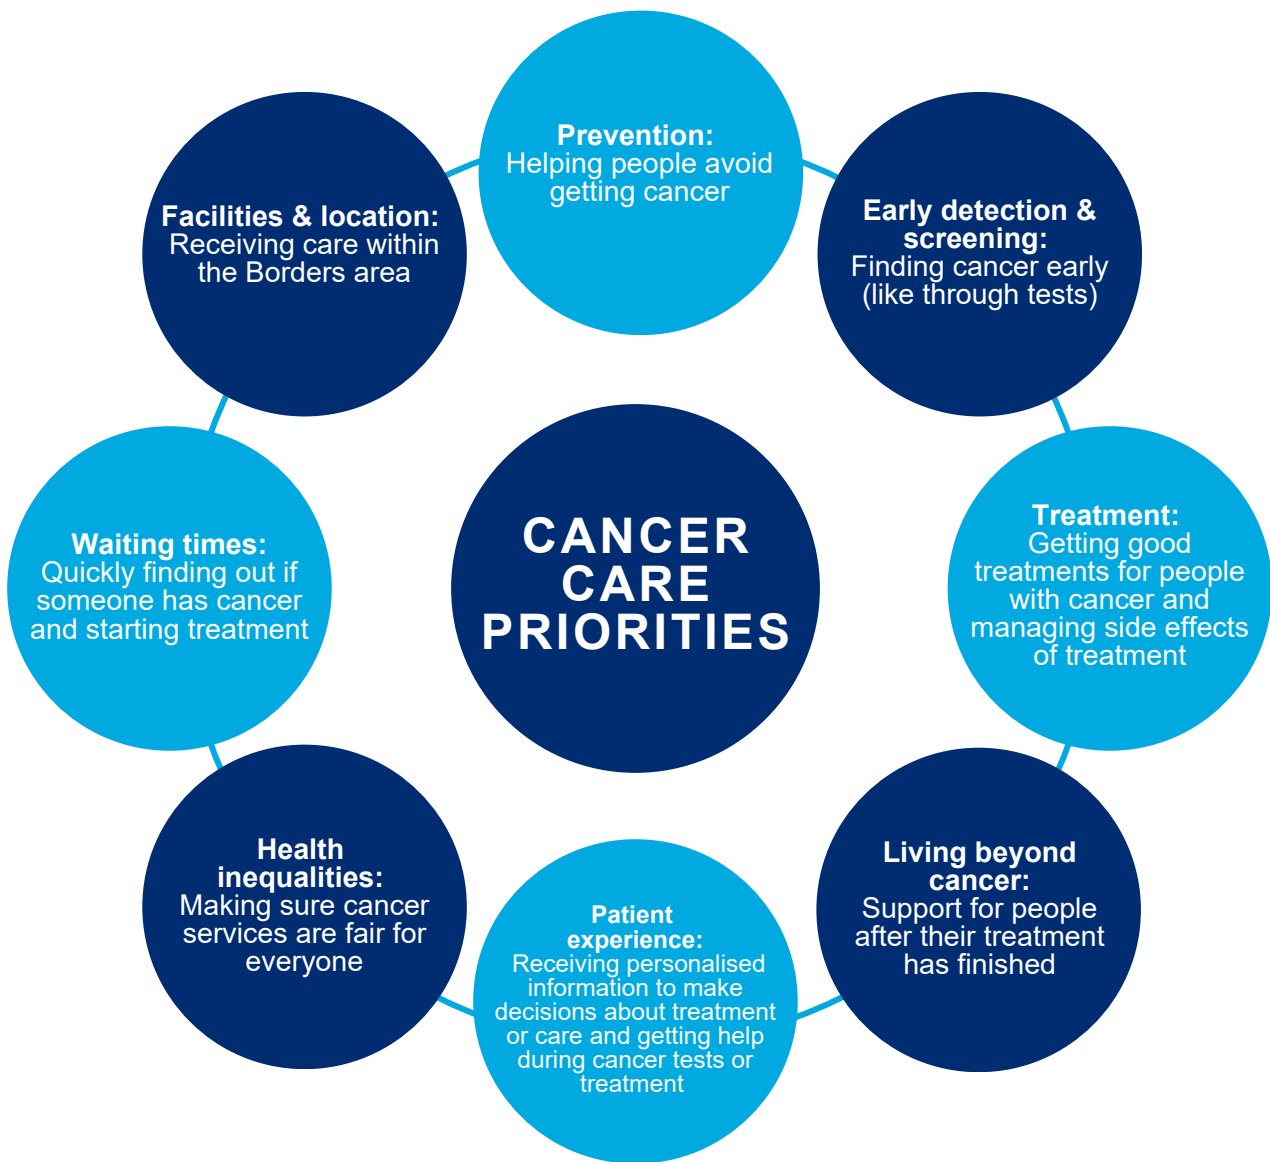 Prevention:
Helping people avoid
getting cancer
Early detection &
screening:
Finding cancer early
(like through tests)
Treatment:
Getting good
treatments for people
with cancer and
managing side effects
of treatment
Living beyond
cancer:
Support for people
after their treatment
has finished
Patient
experience:
Receiving personalised
information to make
decisions about treatment
or care and getting help
during cancer tests or
treatment
Health
inequalities:
Making sure cancer
services are fair for
everyone
Waiting times:
Quickly finding out if
someone has cancer
and starting treatment
Facilities & location:
Receiving care within
the Borders area
CANCER
CARE
PRIORITIES